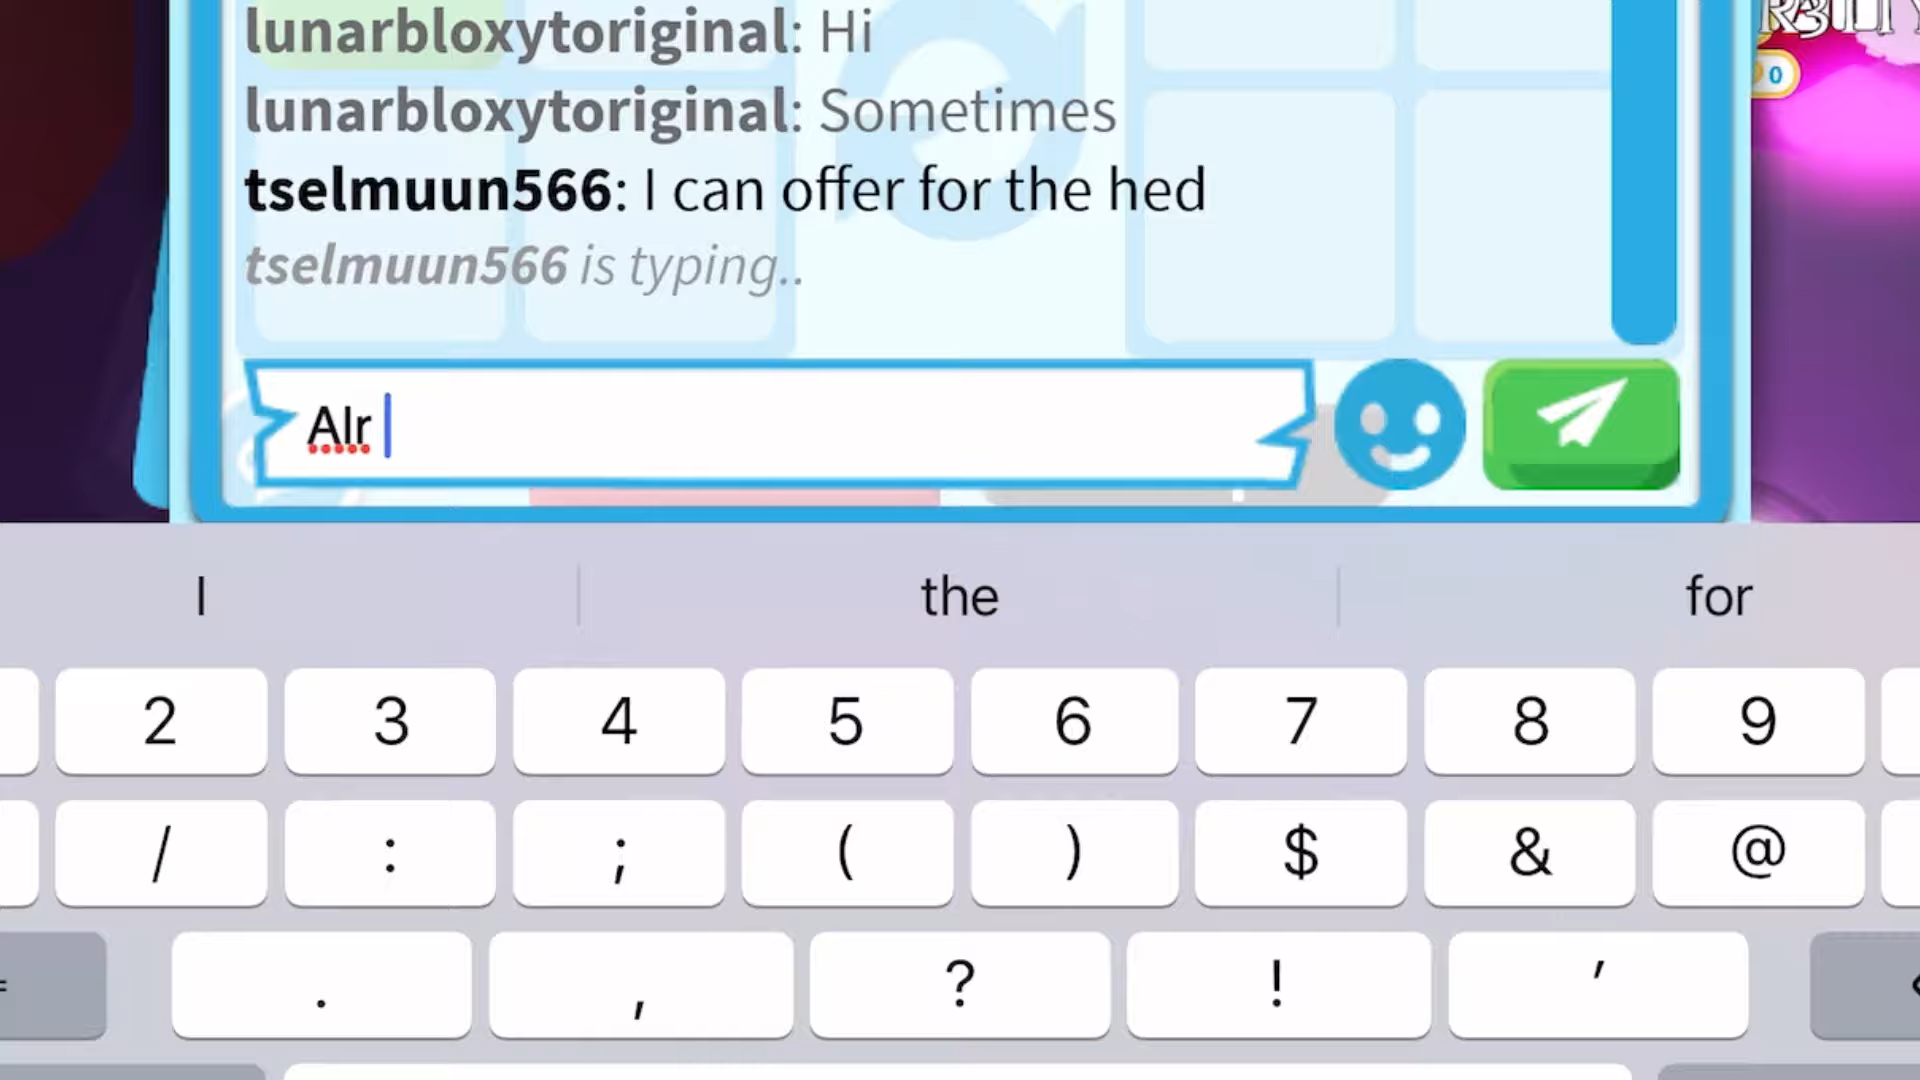 lunarbloxytoriginal: Hi
lunarbloxytoriginal: Sometimes
tselmuun566: I can offer for the hed
tselmuun566 is typing..
0
Alr
I the for
2 3 4 5 6 7 8 9
/ : ; ( ) $ & @
. , ? ! '